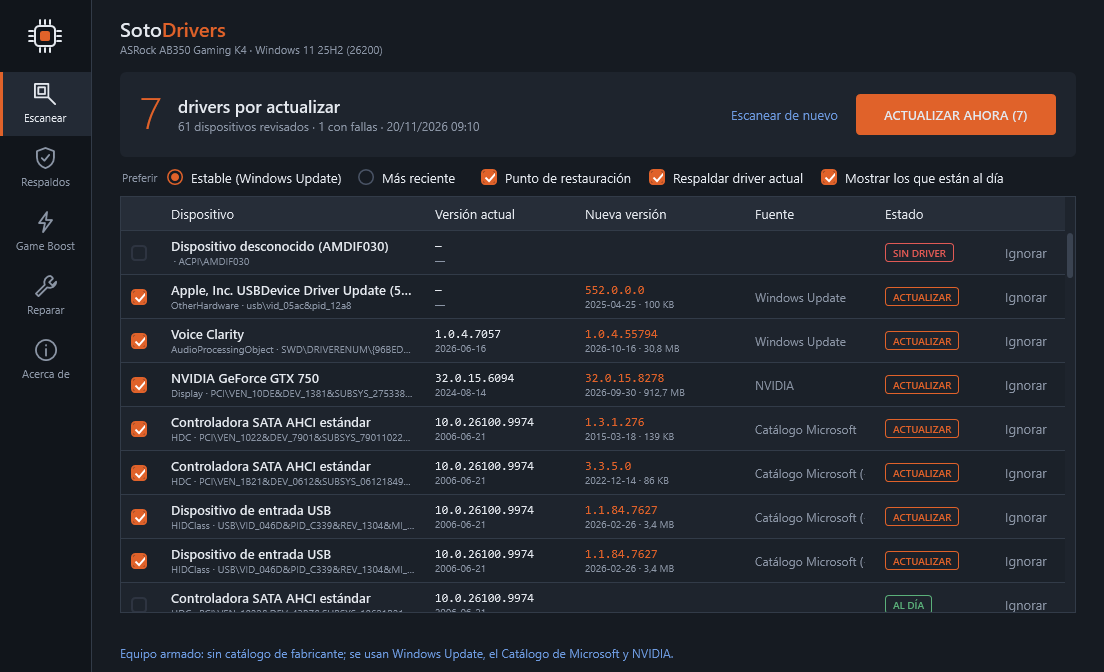 SotoDrivers
ASRock AB350 Gaming K4 · Windows 11 25H2 (26200)
Escanear
Respaldos
Game Boost
Reparar
Acerca de
7
drivers por actualizar
61 dispositivos revisados · 1 con fallas · 20/11/2026 09:10
Escanear de nuevo
ACTUALIZAR AHORA (7)
Preferir Estable (Windows Update) Más reciente Punto de restauración Respaldar driver actual Mostrar los que están al día
Dispositivo Versión actual Nueva versión Fuente Estado
Dispositivo desconocido (AMDIF030) — SIN DRIVER Ignorar
· ACPI\AMDIF030 —
Apple, Inc. USBDevice Driver Update (5... — 552.0.0.0 Windows Update ACTUALIZAR Ignorar
OtherHardware · usb\vid_05ac&pid_12a8 — 2025-04-25 · 100 KB
Voice Clarity 1.0.4.7057 1.0.4.55794 Windows Update ACTUALIZAR Ignorar
AudioProcessingObject · SWD\DRIVERENUM\{96BED... 2026-06-16 2026-10-16 · 30,8 MB
NVIDIA GeForce GTX 750 32.0.15.6094 32.0.15.8278 NVIDIA ACTUALIZAR Ignorar
Display · PCI\VEN_10DE&DEV_1381&SUBSYS_275338... 2024-08-14 2026-09-30 · 912,7 MB
Controladora SATA AHCI estándar 10.0.26100.9974 1.3.1.276 Catálogo Microsoft ACTUALIZAR Ignorar
HDC · PCI\VEN_1022&DEV_7901&SUBSYS_79011022... 2006-06-21 2015-03-18 · 139 KB
Controladora SATA AHCI estándar 10.0.26100.9974 3.3.5.0 Catálogo Microsoft ( ACTUALIZAR Ignorar
HDC · PCI\VEN_1B21&DEV_0612&SUBSYS_06121849... 2006-06-21 2022-12-14 · 86 KB
Dispositivo de entrada USB 10.0.26100.9974 1.1.84.7627 Catálogo Microsoft ( ACTUALIZAR Ignorar
HIDClass · USB\VID_046D&PID_C339&REV_1304&MI_... 2006-06-21 2026-02-26 · 3,4 MB
Dispositivo de entrada USB 10.0.26100.9974 1.1.84.7627 Catálogo Microsoft ( ACTUALIZAR Ignorar
HIDClass · USB\VID_046D&PID_C339&REV_1304&MI_... 2006-06-21 2026-02-26 · 3,4 MB
Controladora SATA AHCI estándar 10.0.26100.9974 AL DÍA Ignorar
Equipo armado: sin catálogo de fabricante; se usan Windows Update, el Catálogo de Microsoft y NVIDIA.